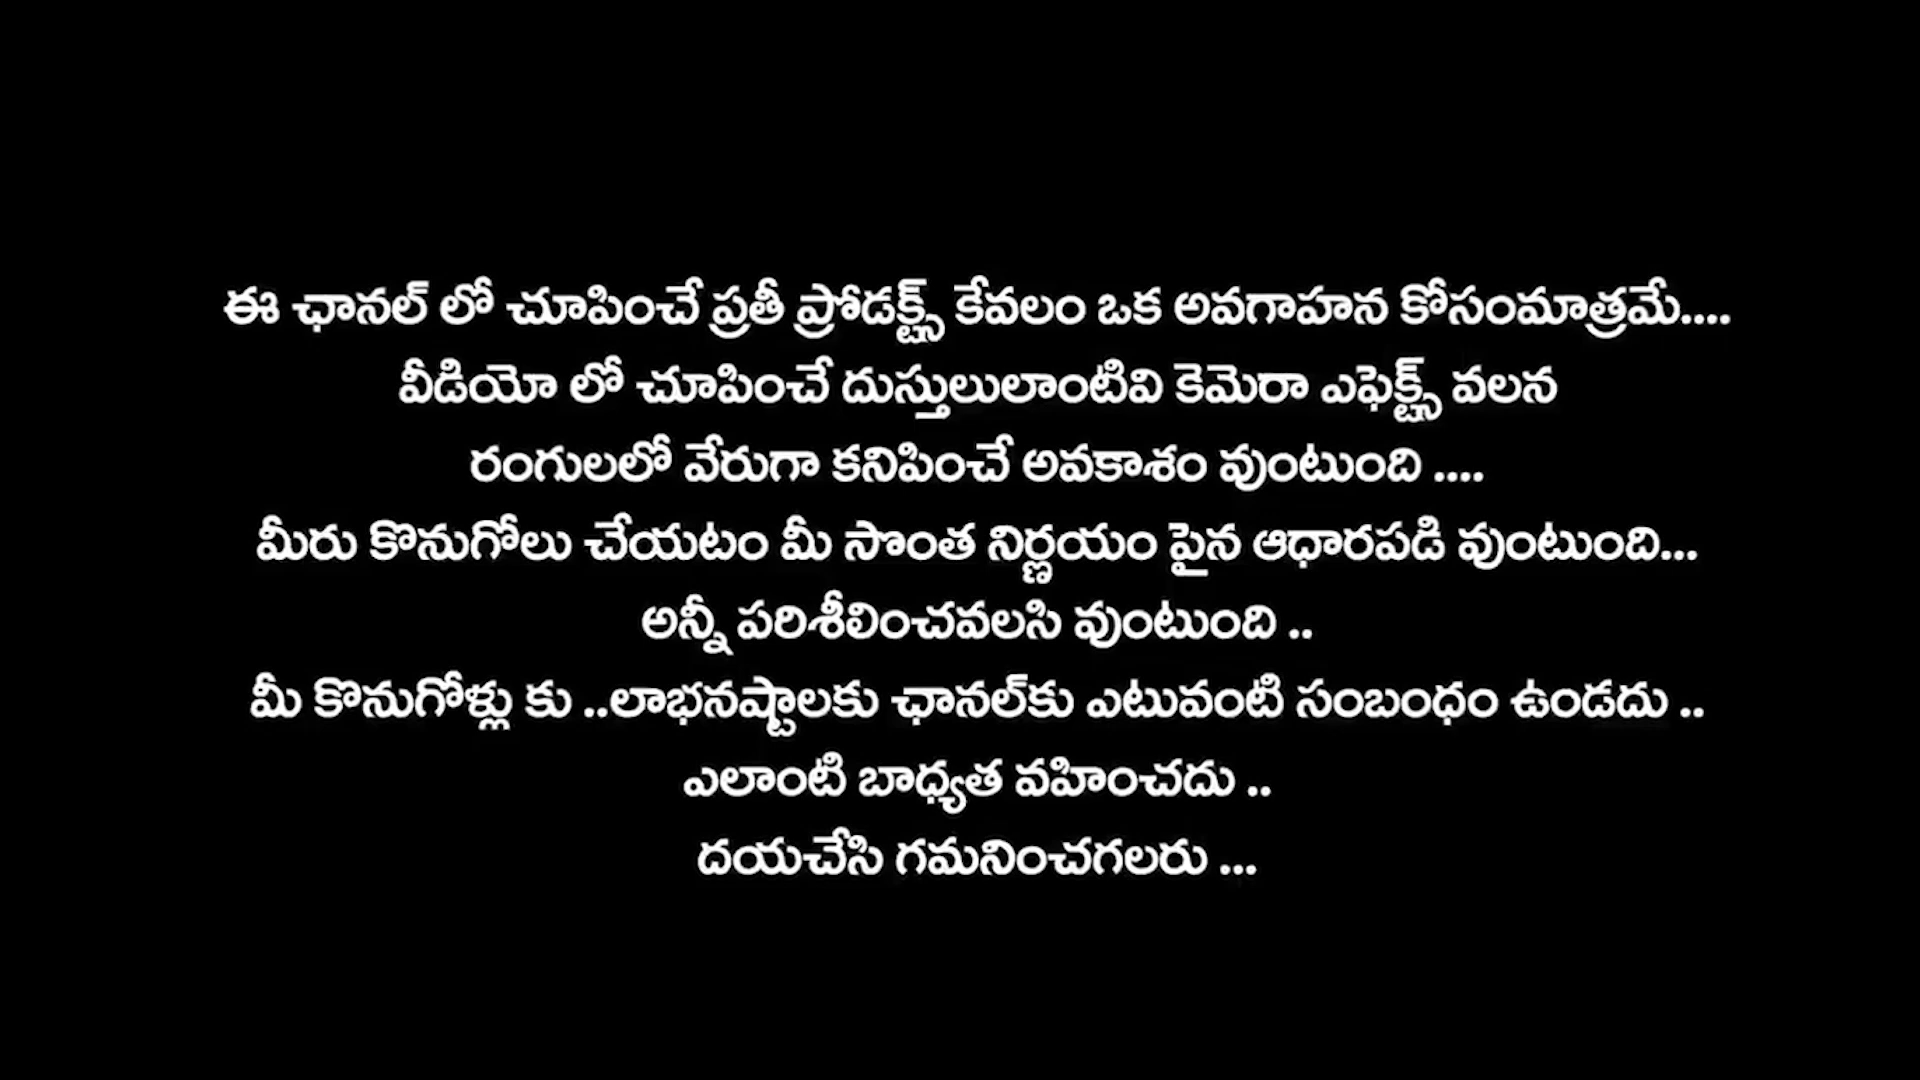 ఈ ఛానల్ లో చూపించే ప్రతీ ప్రోడక్ట్స్ కేవలం ఒక అవగాహన కోసంమాత్రమే....
వీడియో లో చూపించే దుస్తులులాంటివి కెమెరా ఎఫెక్ట్స్ వలన
రంగులలో వేరుగా కనిపించే అవకాశం వుంటుంది ....
మీరు కొనుగోలు చేయటం మీ సొంత నిర్ణయం పైన ఆధారపడి వుంటుంది...
అన్నీ పరిశీలించవలసి వుంటుంది ..
మీ కొనుగోళ్లు కు ..లాభనష్టాలకు ఛానల్‌కు ఎటువంటి సంబంధం ఉండదు ..
ఎలాంటి బాధ్యత వహించదు ..
దయచేసి గమనించగలరు ...